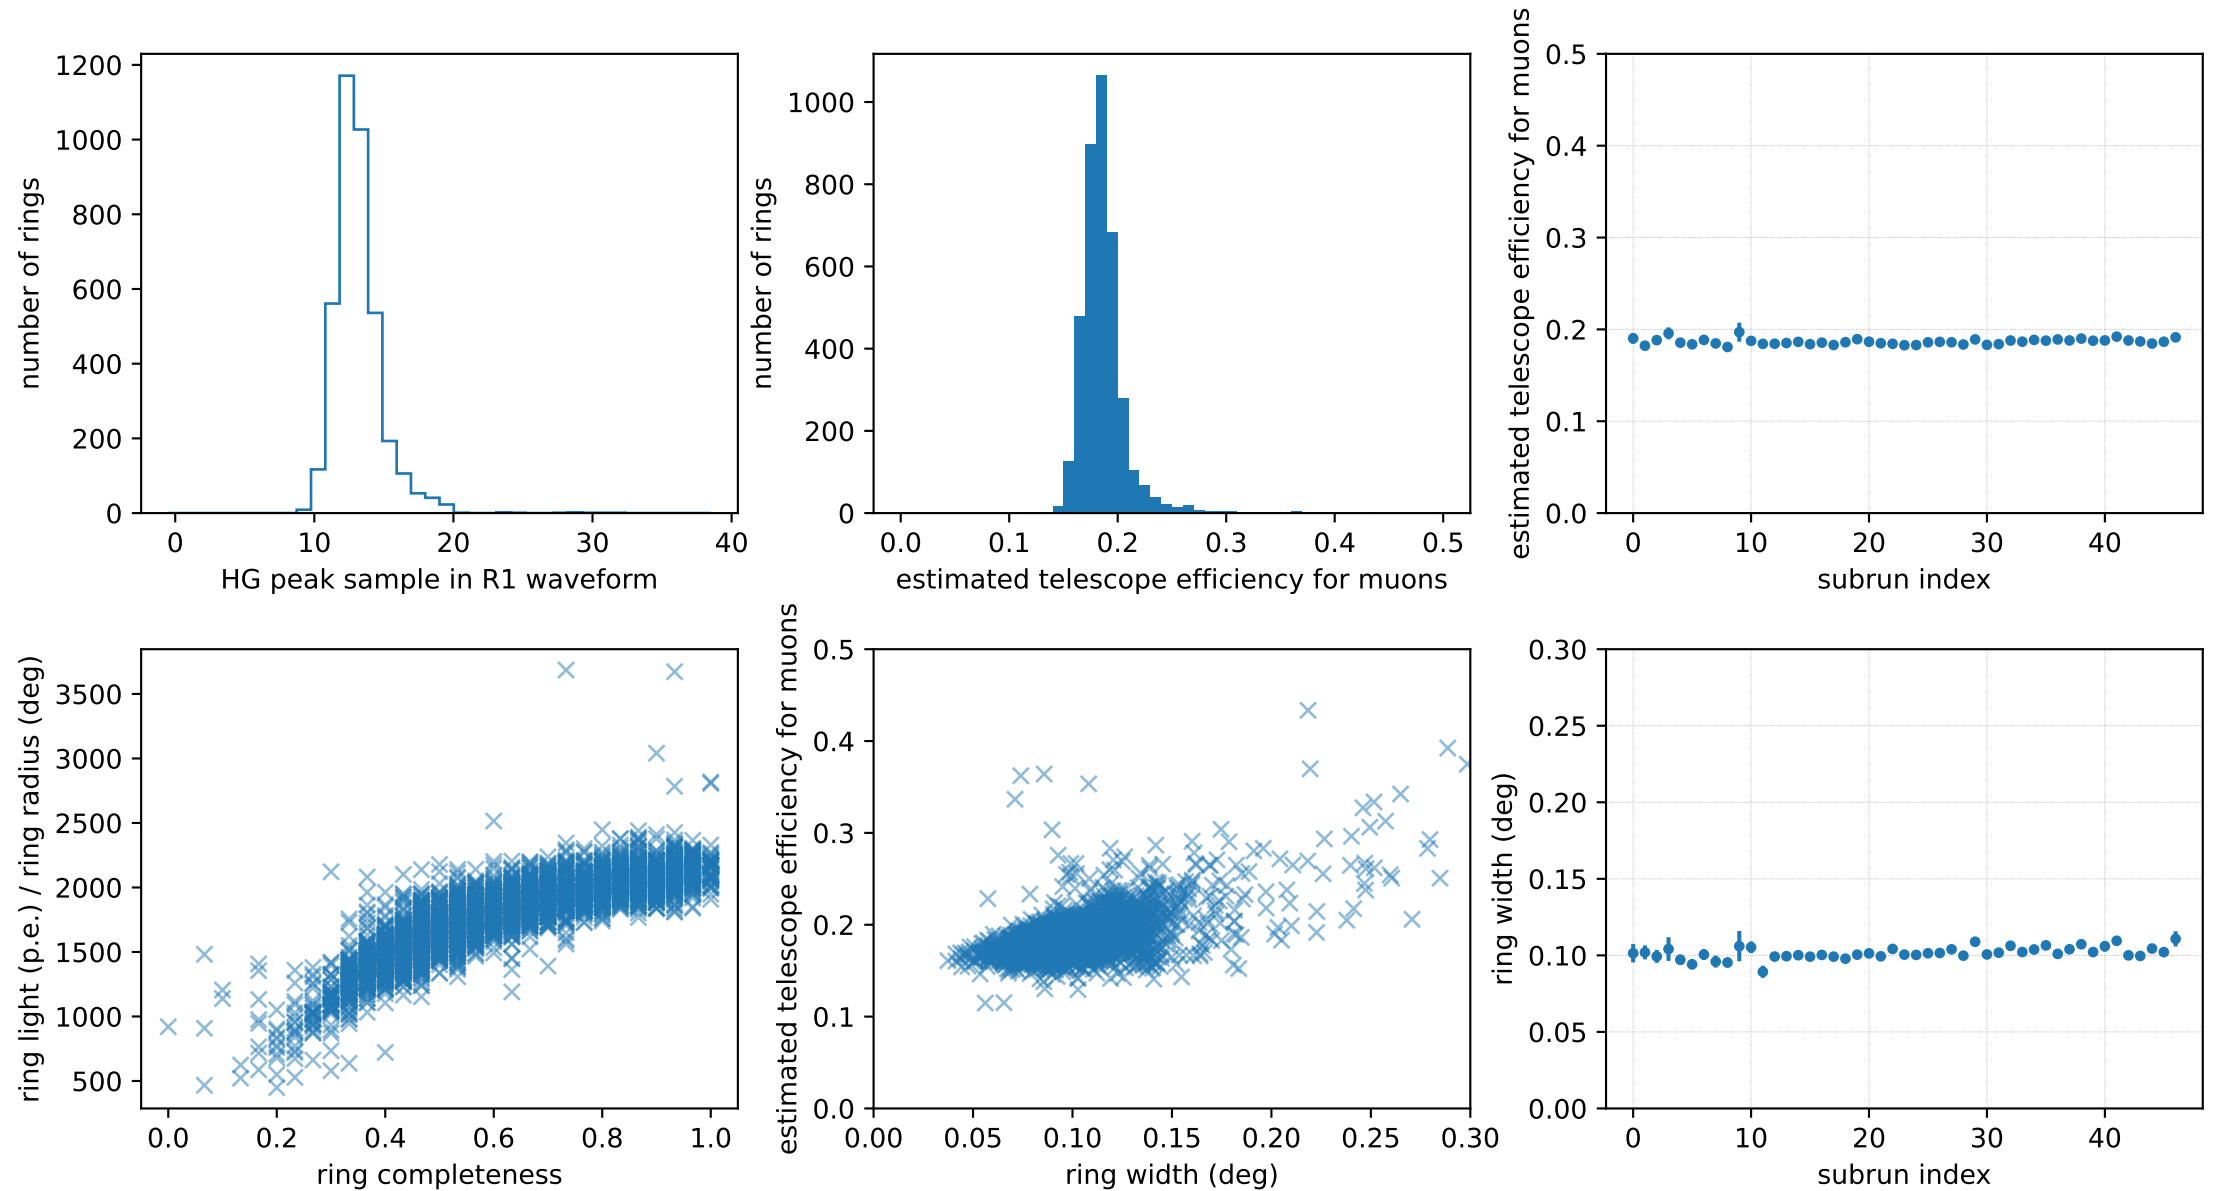 number of rings
1200
1000
800
600
400
200
0
0 10 20 30 40
HG peak sample in R1 waveform
number of rings
1000
800
600
400
200
0
0.0 0.1 0.2 0.3 0.4 0.5
estimated telescope efficiency for muons
estimated telescope efficiency for muons
0.5
0.4
0.3
0.2
0.1
0.0
0 10 20 30 40
subrun index
ring light (p.e.) / ring radius (deg)
3500
3000
2500
2000
1500
1000
500
0.0 0.2 0.4 0.6 0.8 1.0
ring completeness
estimated telescope efficiency for muons
0.5
0.4
0.3
0.2
0.1
0.0
0.00 0.05 0.10 0.15 0.20 0.25 0.30
ring width (deg)
ring width (deg)
0.30
0.25
0.20
0.15
0.10
0.05
0.00
0 10 20 30 40
subrun index